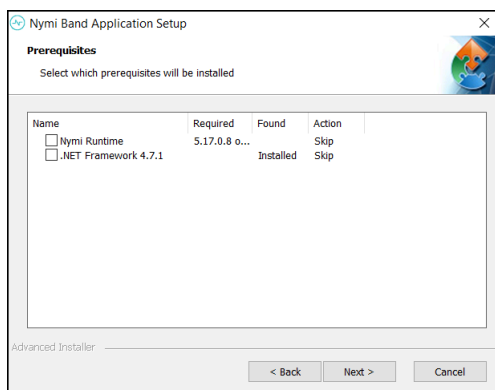 Nymi Band Application Setup
Prerequisites
Select which prerequisites will be installed
Name Required Found Action
Nymi Runtime 5.17.0.8 o... Skip
.NET Framework 4.7.1 Installed Skip
Advanced Installer
< Back Next > Cancel